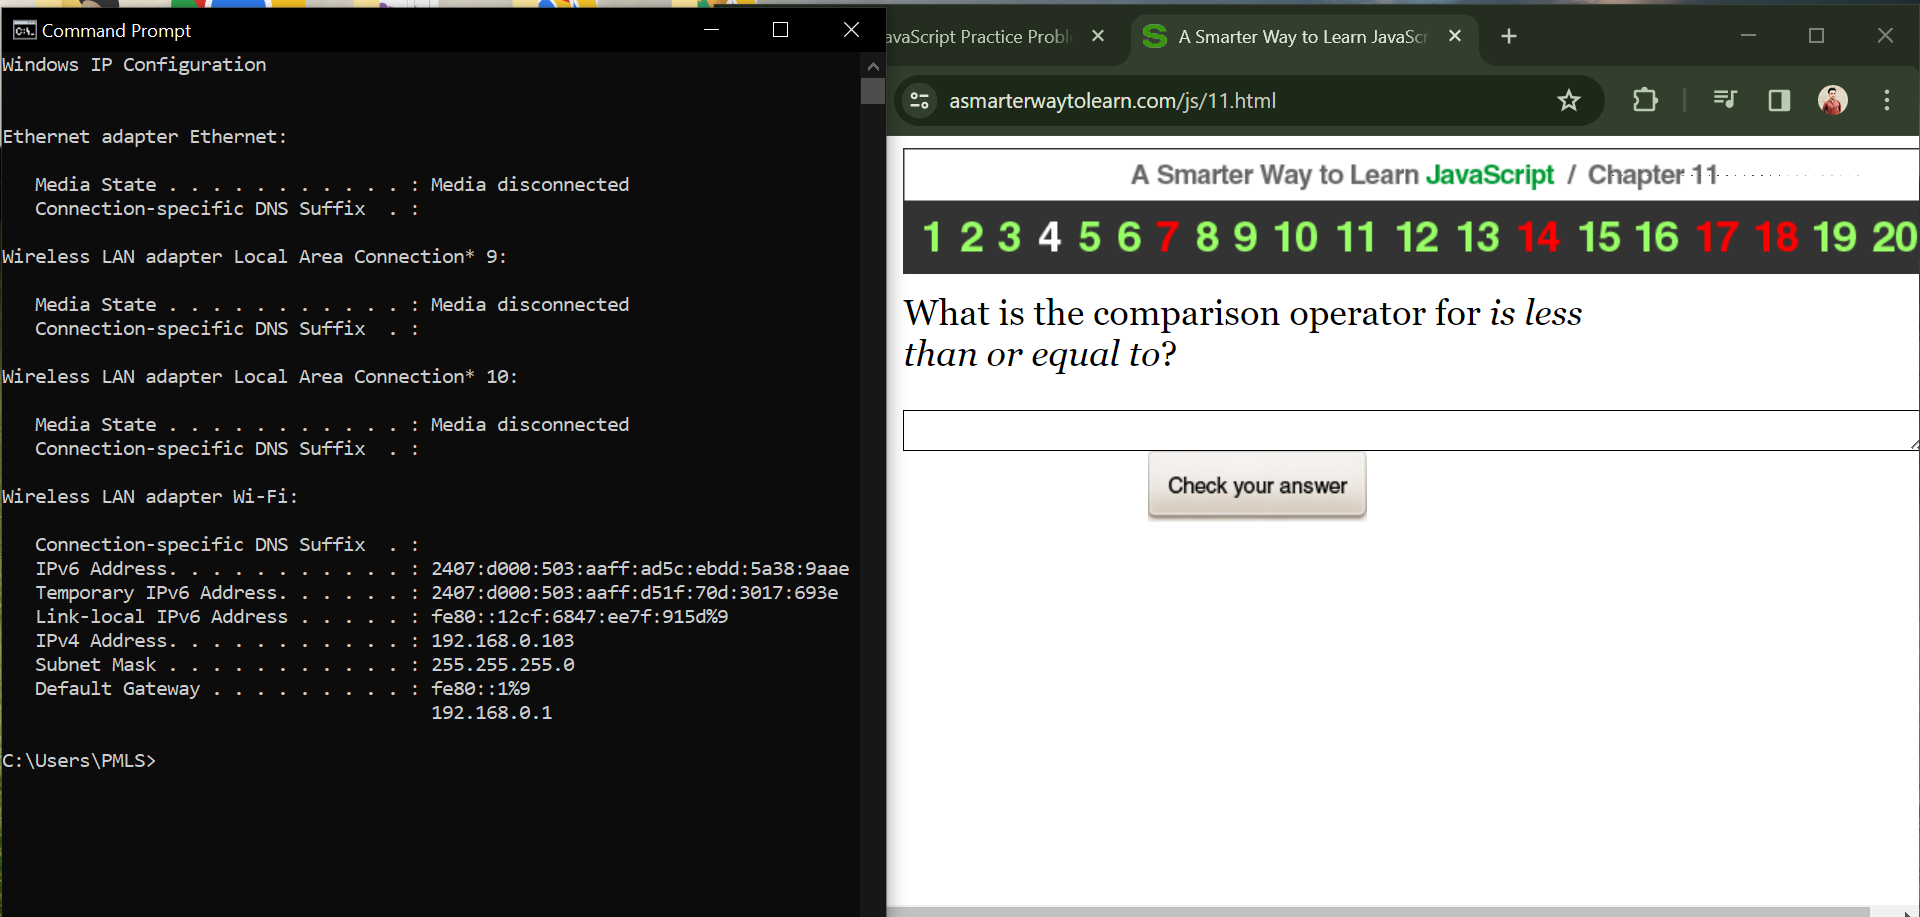 Command Prompt
Windows IP Configuration
Ethernet adapter Ethernet:
Media State . . . . . . . . . . . : Media disconnected
Connection-specific DNS Suffix  . :
Wireless LAN adapter Local Area Connection* 9:
Media State . . . . . . . . . . . : Media disconnected
Connection-specific DNS Suffix  . :
Wireless LAN adapter Local Area Connection* 10:
Media State . . . . . . . . . . . : Media disconnected
Connection-specific DNS Suffix  . :
Wireless LAN adapter Wi-Fi:
Connection-specific DNS Suffix  . :
IPv6 Address. . . . . . . . . . . : 2407:d000:503:aaff:ad5c:ebdd:5a38:9aae
Temporary IPv6 Address. . . . . . : 2407:d000:503:aaff:d51f:70d:3017:693e
Link-local IPv6 Address . . . . . : fe80::12cf:6847:ee7f:915d%9
IPv4 Address. . . . . . . . . . . : 192.168.0.103
Subnet Mask . . . . . . . . . . . : 255.255.255.0
Default Gateway . . . . . . . . . : fe80::1%9
192.168.0.1
C:\Users\PMLS>
avaScript Practice Probl
A Smarter Way to Learn JavaScr
asmarterwaytolearn.com/js/11.html
A Smarter Way to Learn JavaScript / Chapter 11
1 2 3 4 5 6 7 8 9 10 11 12 13 14 15 16 17 18 19 20
What is the comparison operator for is less
than or equal to?
Check your answer